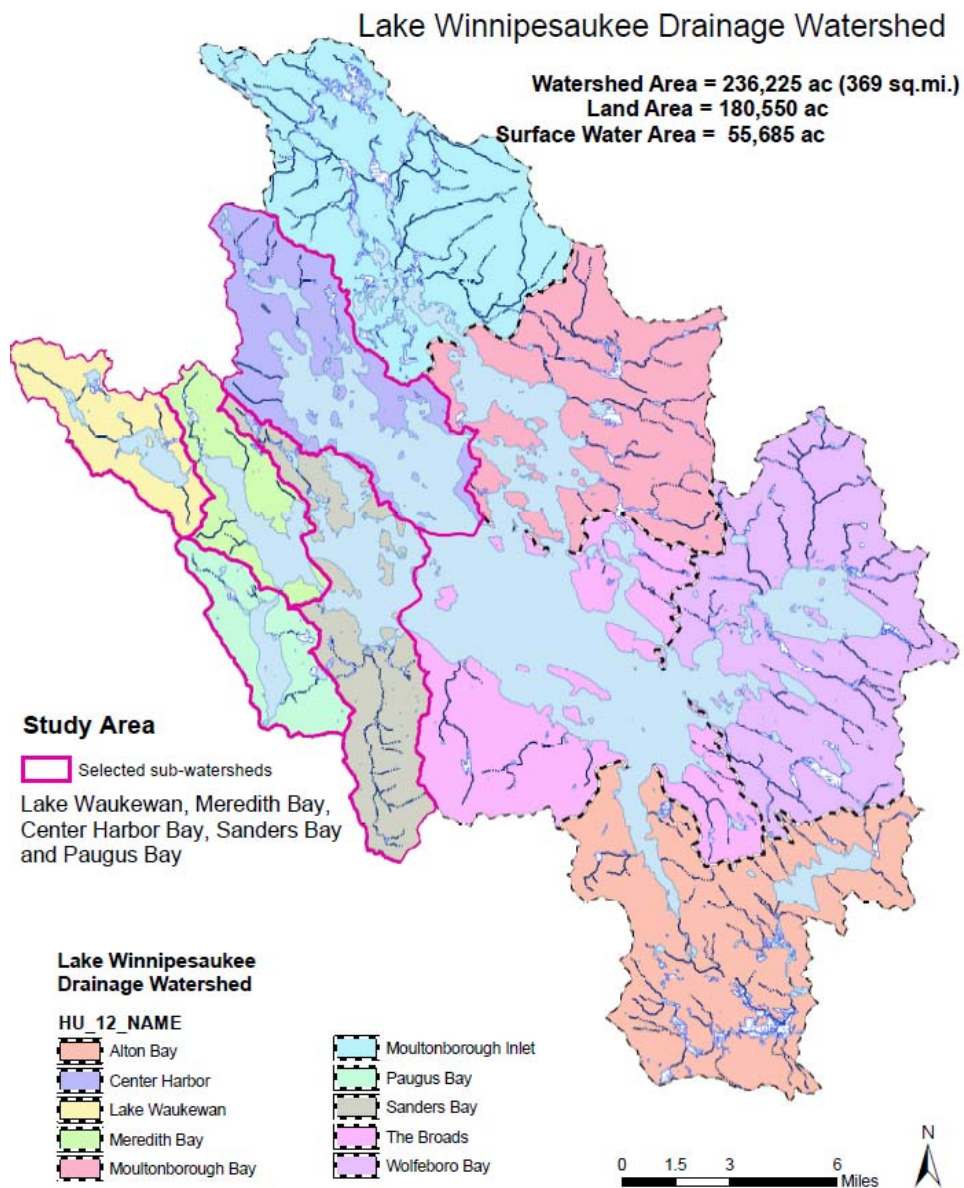 Lake Winnipesaukee Drainage Watershed
Watershed Area = 236,225 ac (369 sq.mi.)
Land Area = 180,550 ac
Surface Water Area = 55,685 ac
Study Area
Selected sub-watersheds
Lake Waukewan, Meredith Bay,
Center Harbor Bay, Sanders Bay
and Paugus Bay
Lake Winnipesaukee
Drainage Watershed
HU_12_NAME
Alton Bay
Center Harbor
Lake Waukewan
Meredith Bay
Moultonborough Bay
Moultonborough Inlet
Paugus Bay
Sanders Bay
The Broads
Wolfeboro Bay
N
0 1.5 3 6
Miles